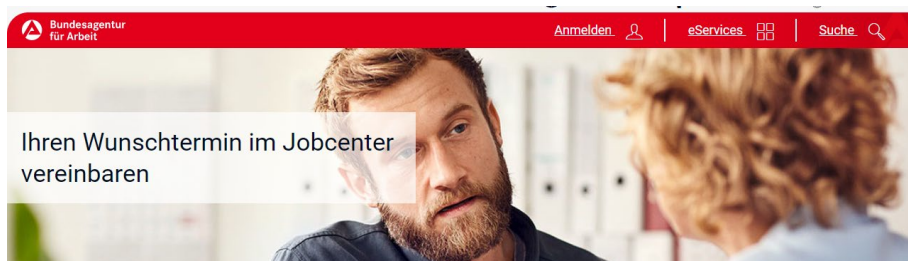 Bundesagentur
für Arbeit
Anmelden
eServices
Suche
Ihren Wunschtermin im Jobcenter
vereinbaren